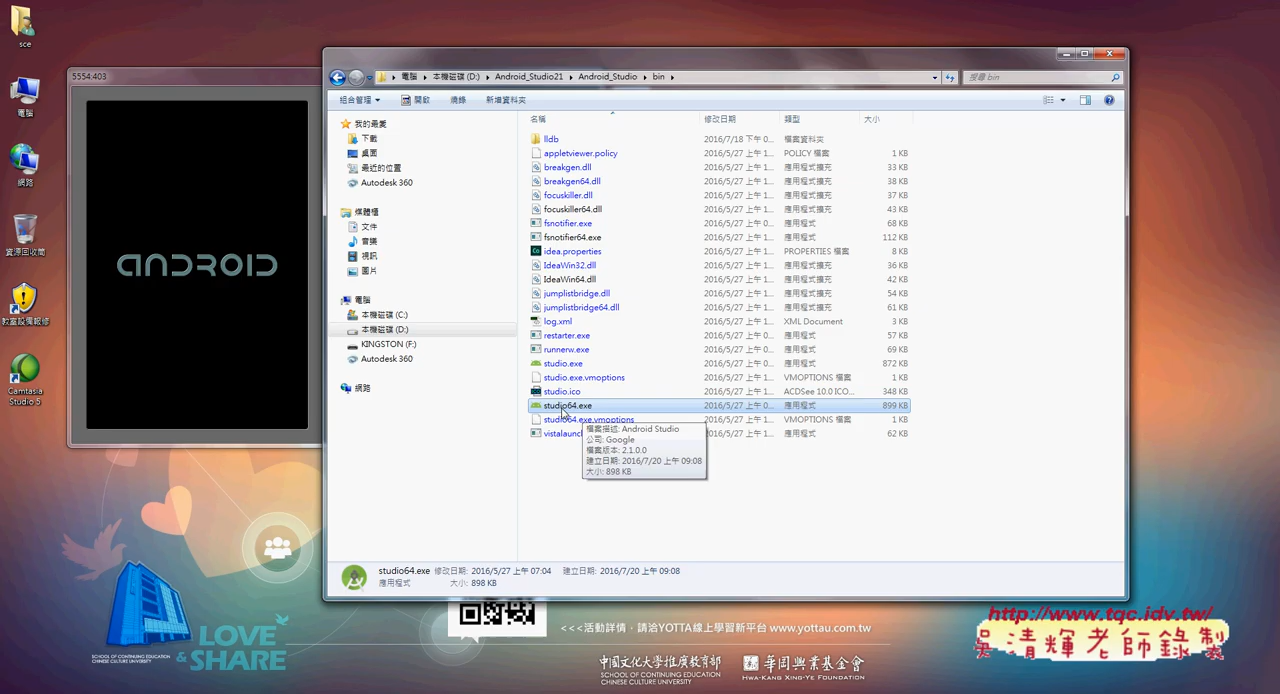 sce
電腦
網路
資源回收筒
教室設備報修
Camtasia
Studio 5
5554:403
ANDROID
電腦 ▸ 本機磁碟 (D:) ▸ Android_Studio21 ▸ Android_Studio ▸ bin ▸
搜尋 bin
組合管理 ▼ 開啟 燒錄 新增資料夾
我的最愛
下載
桌面
最近的位置
Autodesk 360
媒體櫃
文件
音樂
視訊
圖片
電腦
本機磁碟 (C:)
本機磁碟 (D:)
KINGSTON (F:)
Autodesk 360
網路
名稱 修改日期 類型 大小
lldb 2016/7/18 下午 0... 檔案資料夾
appletviewer.policy 2016/5/27 上午 1... POLICY 檔案 1 KB
breakgen.dll 2016/5/27 上午 1... 應用程式擴充 33 KB
breakgen64.dll 2016/5/27 上午 1... 應用程式擴充 38 KB
focuskiller.dll 2016/5/27 上午 1... 應用程式擴充 37 KB
focuskiller64.dll 2016/5/27 上午 1... 應用程式擴充 43 KB
fsnotifier.exe 2016/5/27 上午 0... 應用程式 68 KB
fsnotifier64.exe 2016/5/27 上午 0... 應用程式 112 KB
idea.properties 2016/5/27 上午 1... PROPERTIES 檔案 8 KB
IdeaWin32.dll 2016/5/27 上午 1... 應用程式擴充 36 KB
IdeaWin64.dll 2016/5/27 上午 1... 應用程式擴充 42 KB
jumplistbridge.dll 2016/5/27 上午 1... 應用程式擴充 54 KB
jumplistbridge64.dll 2016/5/27 上午 1... 應用程式擴充 61 KB
log.xml 2016/5/27 上午 1... XML Document 3 KB
restarter.exe 2016/5/27 上午 0... 應用程式 57 KB
runnerw.exe 2016/5/27 上午 0... 應用程式 69 KB
studio.exe 2016/5/27 上午 0... 應用程式 872 KB
studio.exe.vmoptions 2016/5/27 上午 1... VMOPTIONS 檔案 1 KB
studio.ico 2016/5/27 上午 1... ACDSee 10.0 ICO... 348 KB
studio64.exe 2016/5/27 上午 0... 應用程式 899 KB
studio64.exe.vmoptions 2016/5/27 上午 1... VMOPTIONS 檔案 1 KB
vistalaunc 2016/5/27 上午 0... 應用程式 62 KB
檔案描述: Android Studio
公司: Google
檔案版本: 2.1.0.0
建立日期: 2016/7/20 上午 09:08
大小: 898 KB
studio64.exe 修改日期: 2016/5/27 上午 07:04 建立日期: 2016/7/20 上午 09:08
應用程式 大小: 898 KB
LOVE
& SHARE
SCHOOL OF CONTINUING EDUCATION
CHINESE CULTURE UNIVERSITY
<<<活動詳情，請洽YOTTA線上學習新平台 www.yottau.com.tw
中國文化大學推廣教育部
SCHOOL OF CONTINUING EDUCATION
CHINESE CULTURE UNIVERSITY
華岡興業基金會
HWA-KANG XING-YE FOUNDATION
http://www.tqc.idv.tw/
吳清輝老師錄製